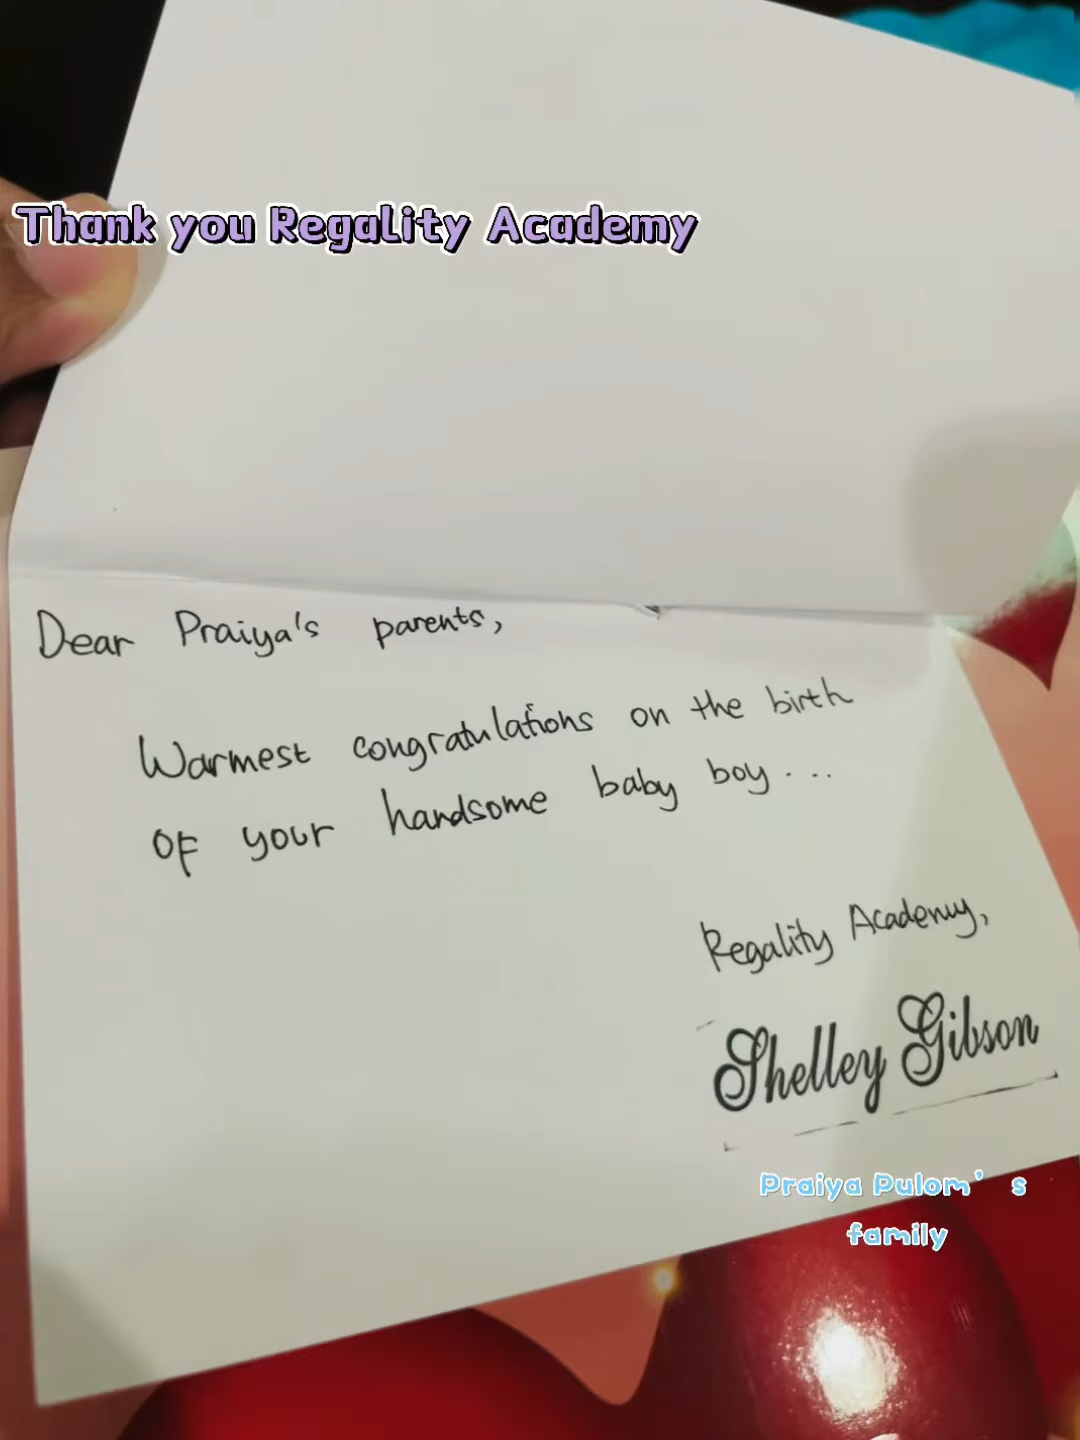 Thank you Regality Academy
Dear Praiya's parents,
Warmest congratulations on the birth
of your handsome baby boy....
Regality Academy,
Shelley Gibson
Praiya Pulom's
family